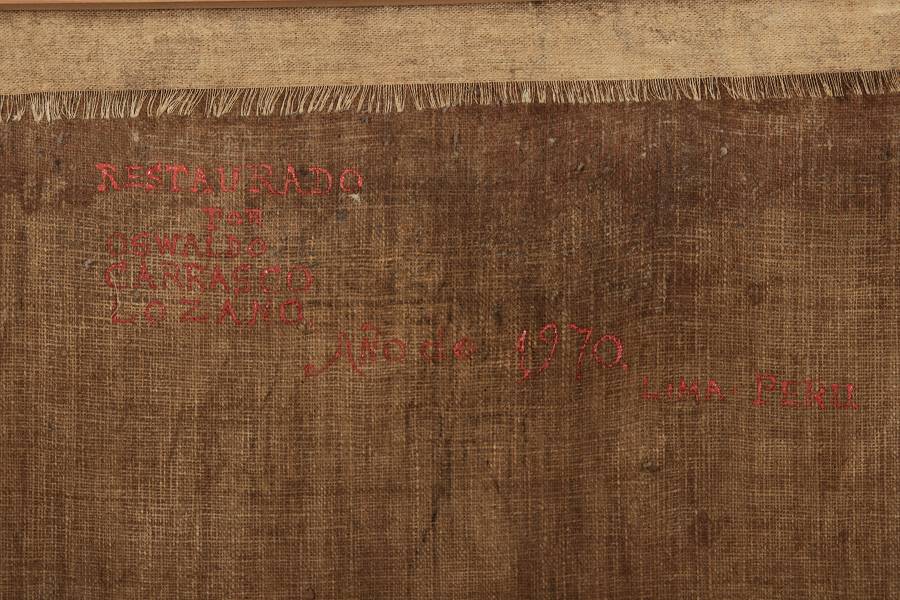 RESTAURADO
POR
OSWALDO
CARRASCO
LOZANO.
Año de 1970.
LIMA - PERU